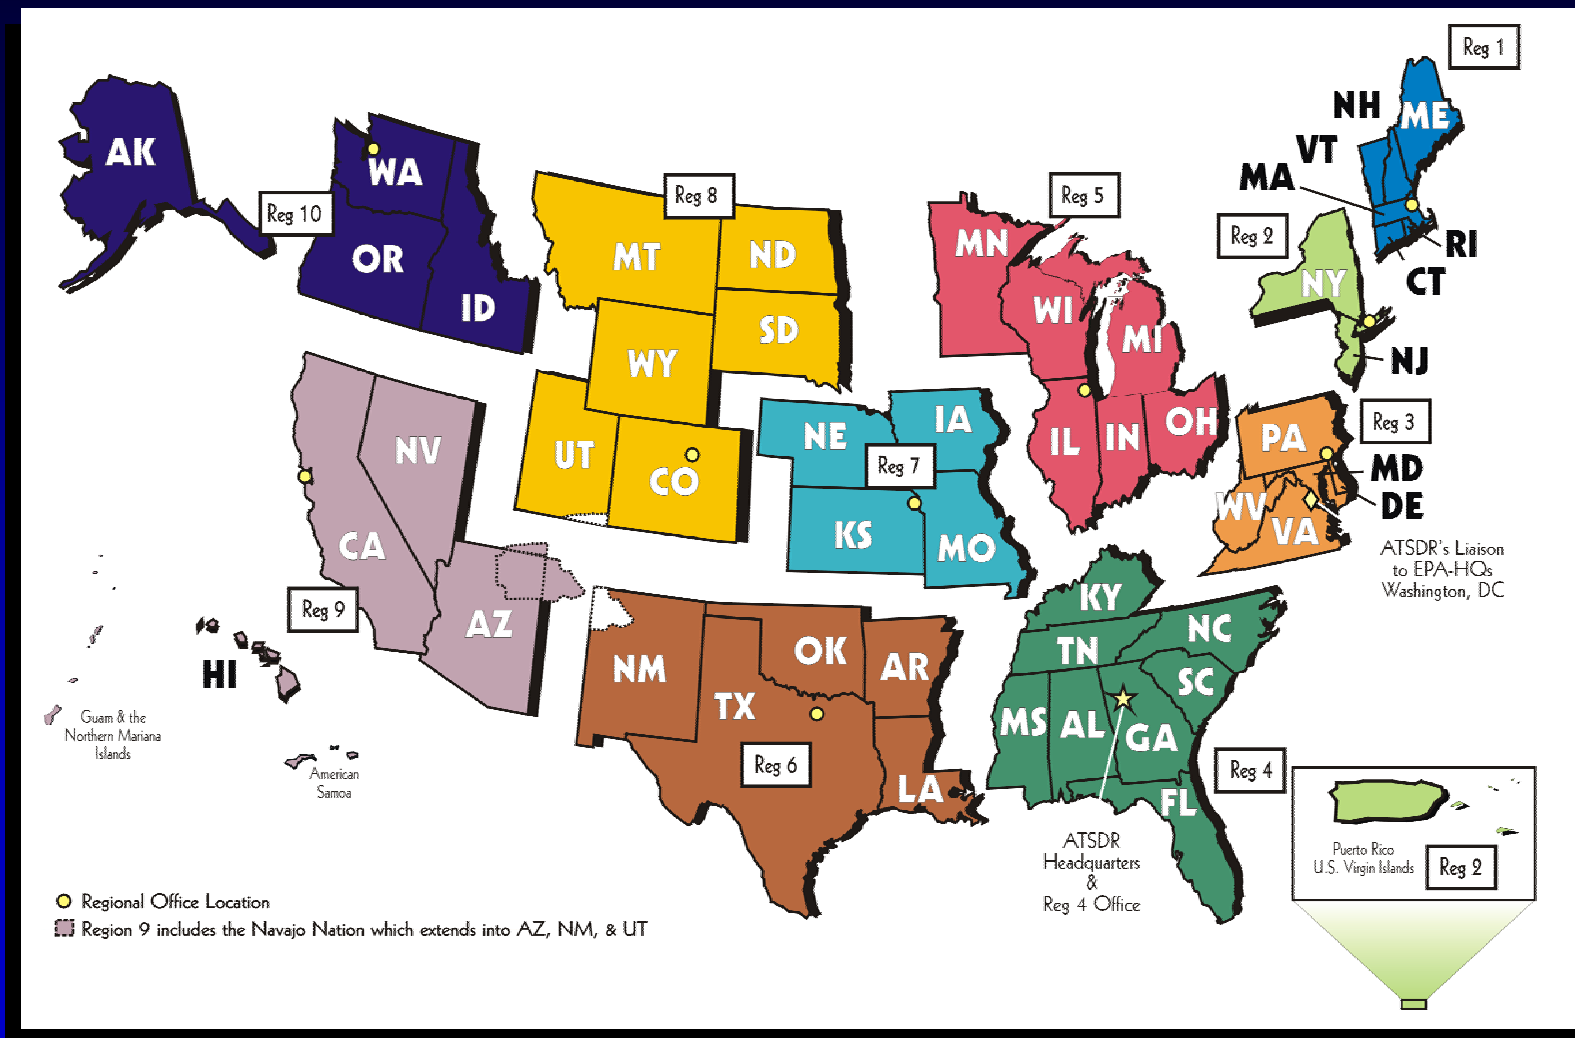 Reg 1
NH
ME
VT
MA
RI
CT
Reg 2
NY
NJ
AK
WA
Reg 10
OR
ID
Reg 8
MT
ND
SD
WY
UT
CO
Reg 5
MN
WI
MI
IL
IN
OH
Reg 3
PA
MD
DE
WV
VA
ATSDR's Liaison
to EPA-HQs
Washington, DC
NE
IA
Reg 7
KS
MO
NV
CA
Reg 9
AZ
HI
Guam & the
Northern Mariana
Islands
American
Samoa
NM
OK
AR
TX
Reg 6
LA
KY
NC
TN
SC
MS
AL
GA
Reg 4
FL
ATSDR
Headquarters
&
Reg 4 Office
Puerto Rico
U.S. Virgin Islands
Reg 2
Regional Office Location
Region 9 includes the Navajo Nation which extends into AZ, NM, & UT